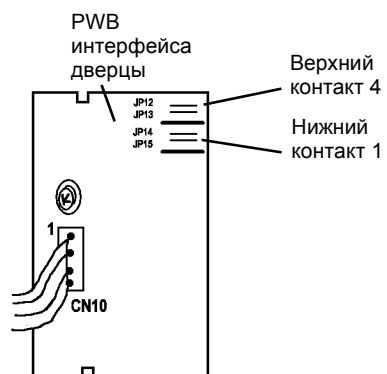 PWB
интерфейса
дверцы
Верхний
контакт 4
JP12
JP13
JP14
JP15
Нижний
контакт 1
1
CN10